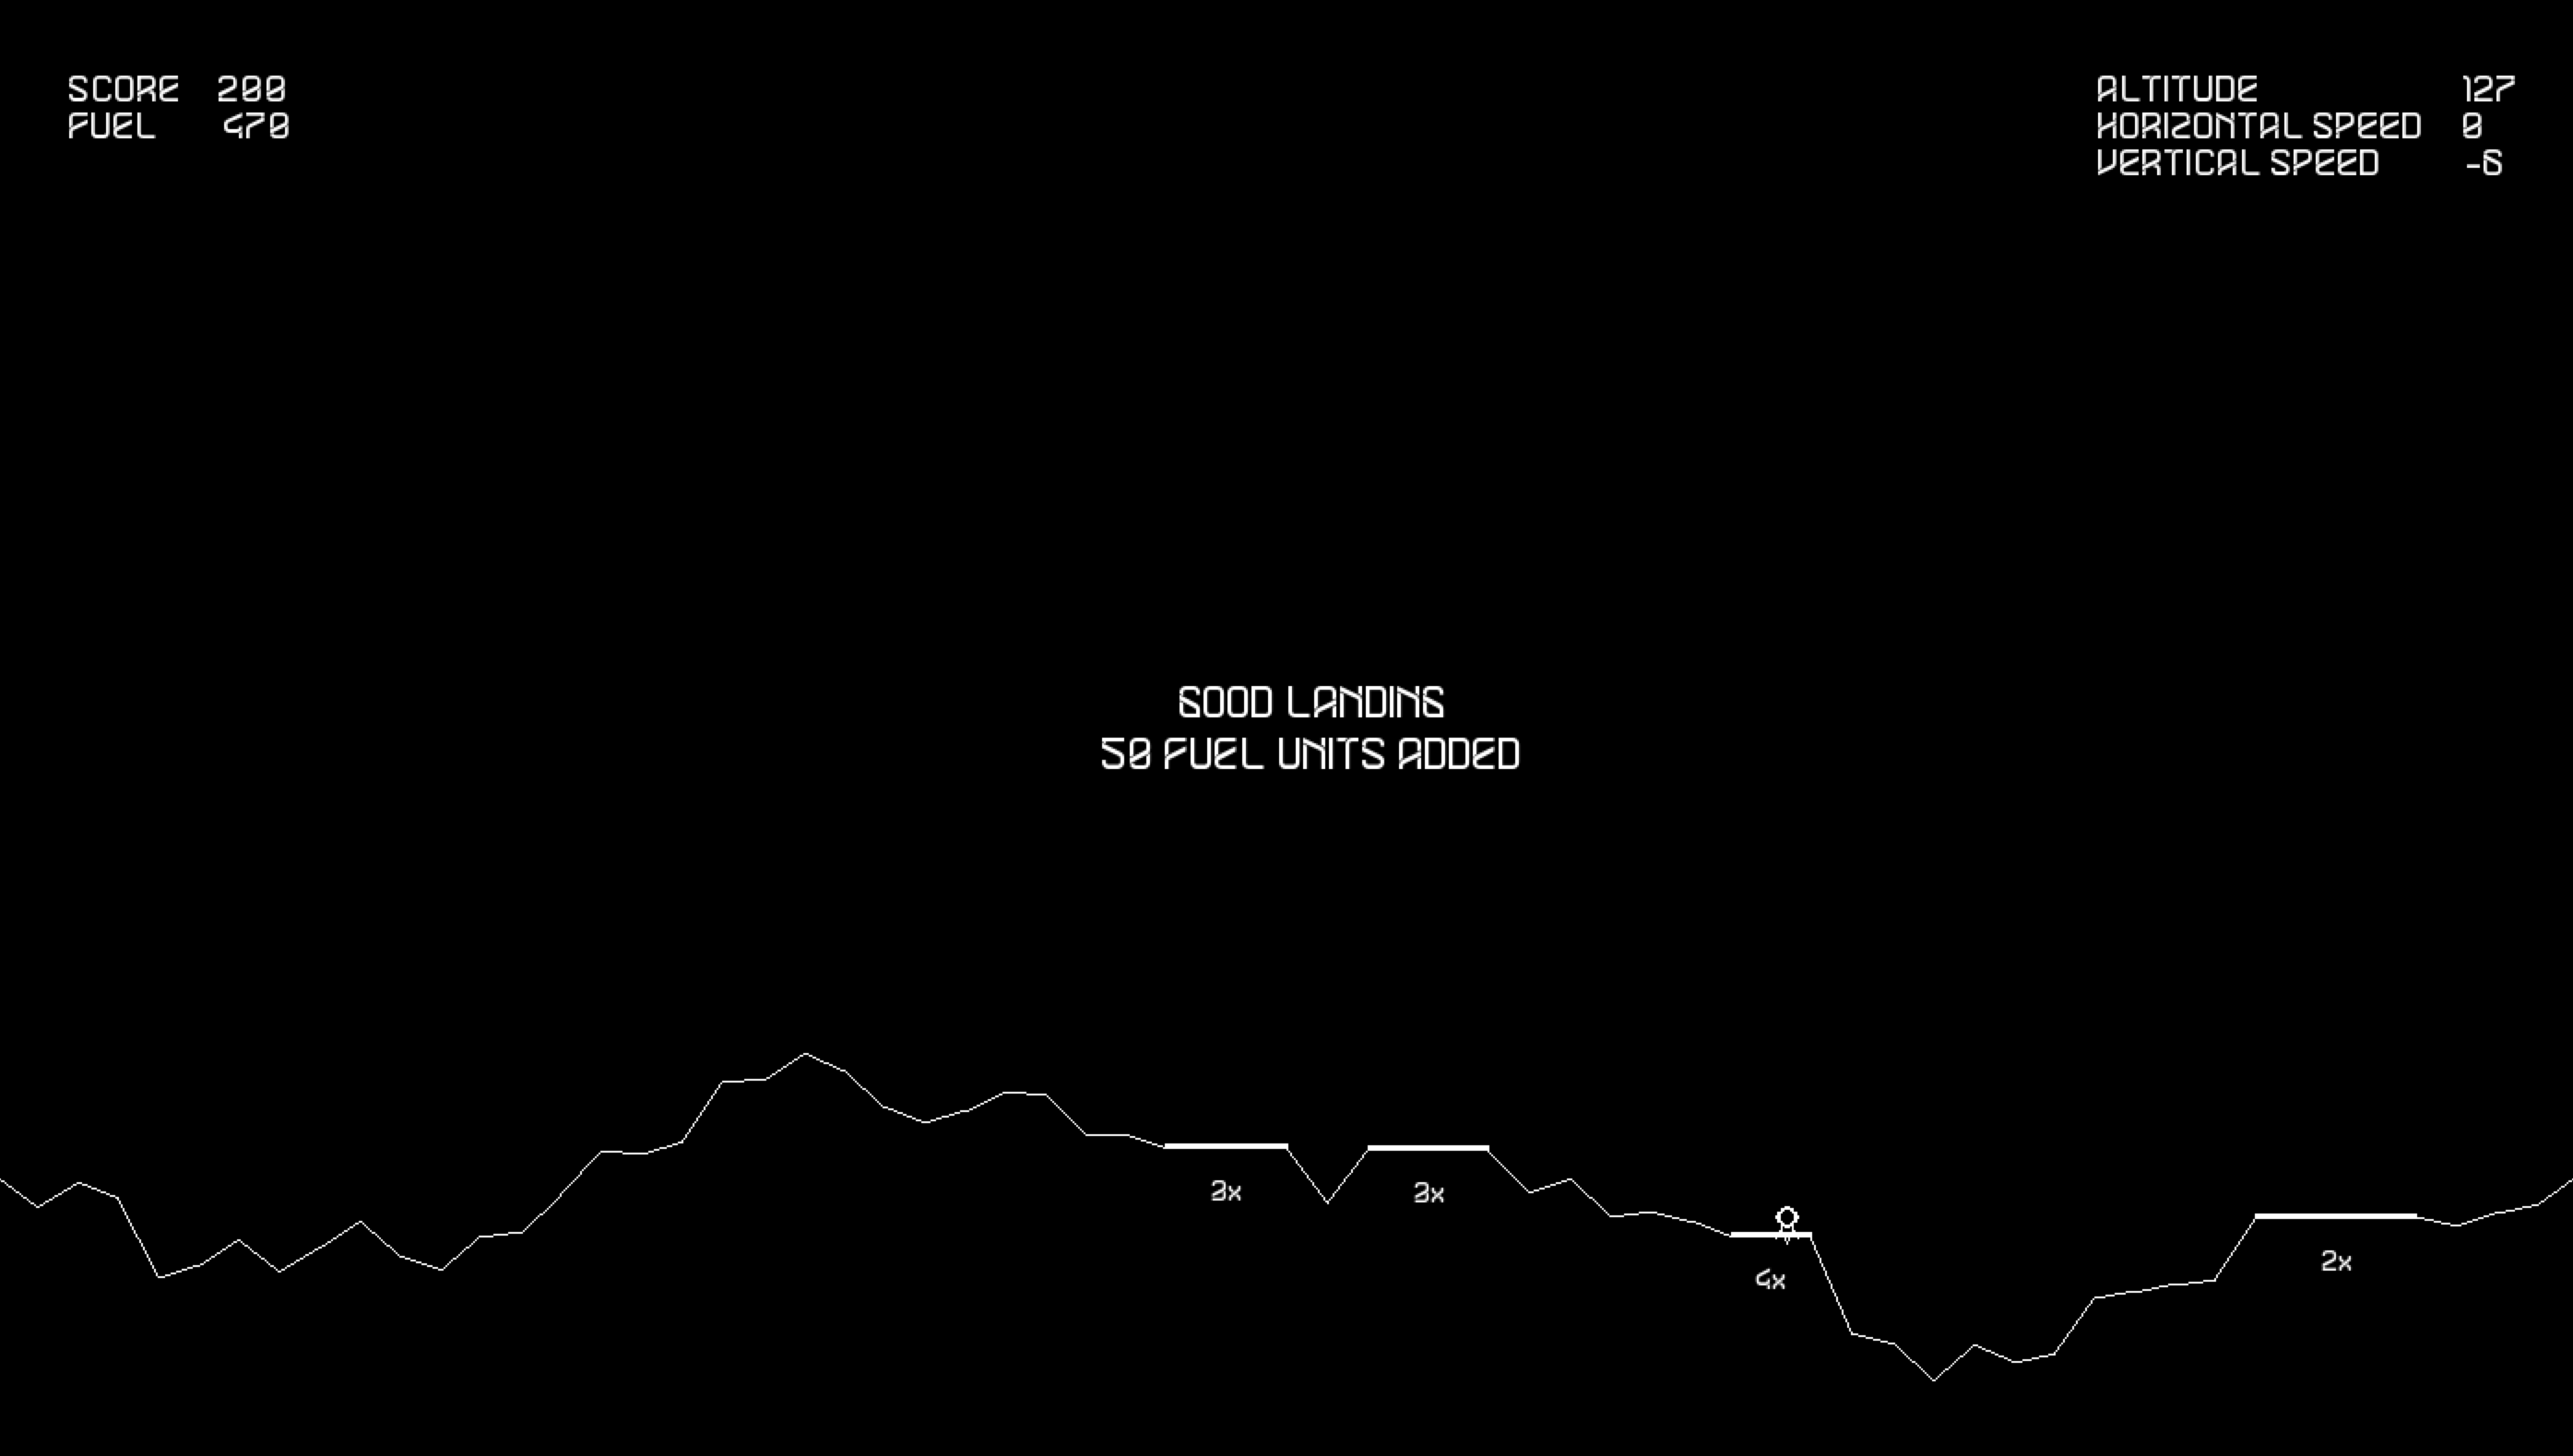 SCORE 200
FUEL 470
ALTITUDE 127
HORIZONTAL SPEED 0
VERTICAL SPEED -6
GOOD LANDING
50 FUEL UNITS ADDED
3x
3x
4x
2x